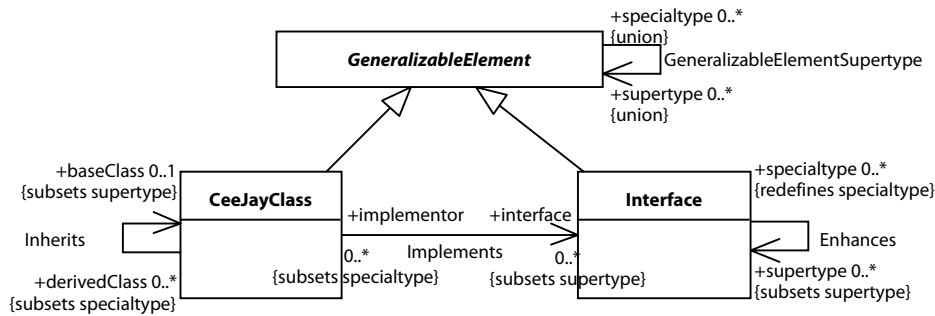 +specialtype 0..*
{union}
GeneralizableElement
GeneralizableElementSupertype
+supertype 0..*
{union}
+baseClass 0..1
{subsets supertype}
CeeJayClass
Interface
+specialtype 0..*
{redefines specialtype}
+implementor
+interface
Inherits
Implements
Enhances
0..*
{subsets specialtype}
0..*
{subsets supertype}
+derivedClass 0..*
{subsets specialtype}
+supertype 0..*
{subsets supertype}